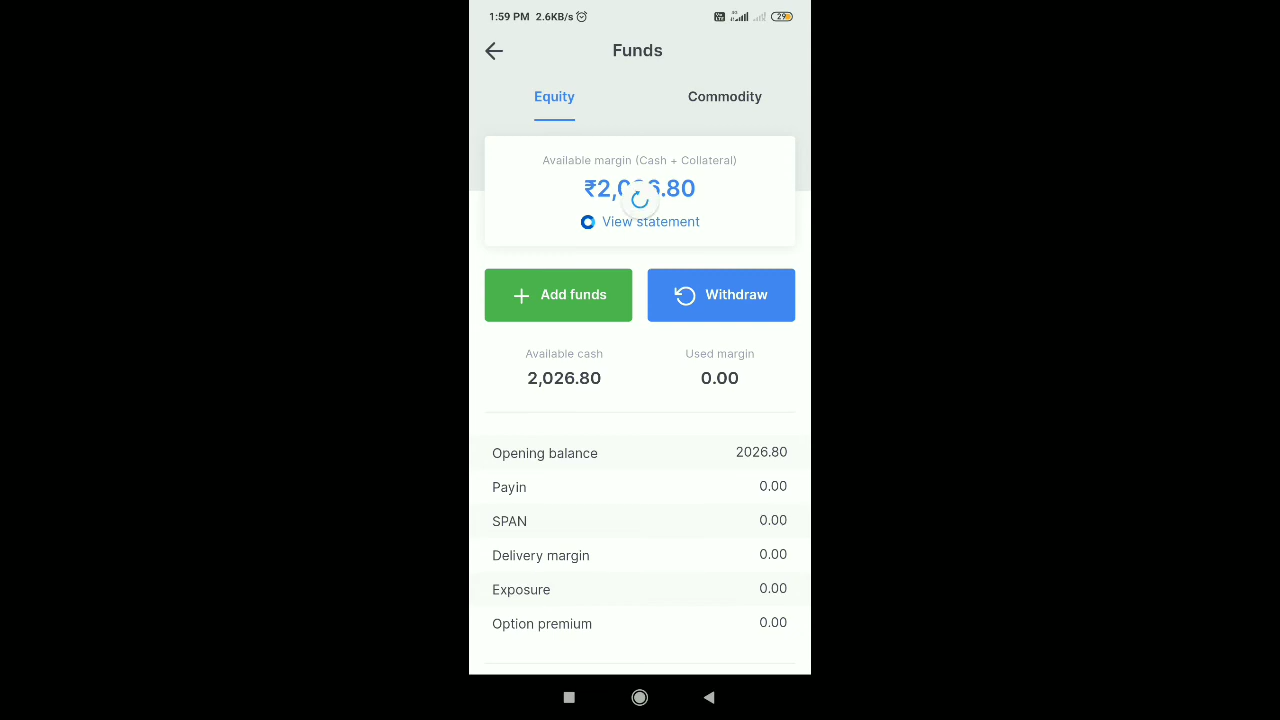 1:59 PM 2.6KB/s 29
Funds
Equity Commodity
Available margin (Cash + Collateral)
View statement
Add funds Withdraw
Available cash Used margin
2,026.80 0.00
Opening balance 2026.80
Payin 0.00
SPAN 0.00
Delivery margin 0.00
Exposure 0.00
Option premium 0.00